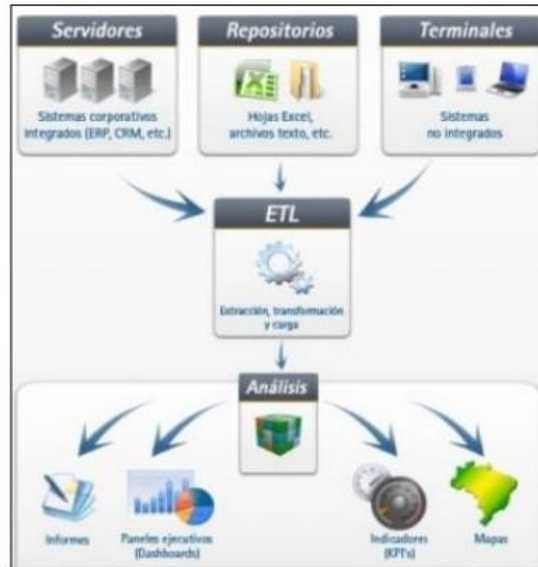 Servidores
Sistemas corporativos
integrados (ERP, CRM, etc.)
Repositorios
Hojas Excel,
archivos texto, etc.
Terminales
Sistemas
no integrados
ETL
Extracción, transformación
y carga
Análisis
Informes
Paneles ejecutivos
(Dashboards)
Indicadores
(KPI's)
Mapas